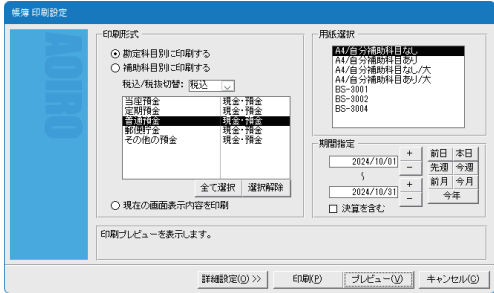 帳簿 印刷設定
AOIRO
印刷形式
勘定科目別に印刷する
補助科目別に印刷する
税込/税抜切替: 税込
当座預金 現金・預金
定期預金 現金・預金
普通預金 現金・預金
郵便貯金 現金・預金
その他の預金 現金・預金
全て選択 選択解除
現在の画面表示内容を印刷
用紙選択
A4/自分補助科目なし
A4/自分補助科目あり
A4/自分補助科目なし/大
A4/自分補助科目あり/大
BS-3001
BS-3002
BS-3004
期間指定
2024/10/01 + - 前日 本日
先週 今週
∫
2024/10/31 + - 前月 今月
今年
決算を含む
印刷プレビューを表示します。
詳細設定(O) >> 印刷(P) プレビュー(V) キャンセル(C)